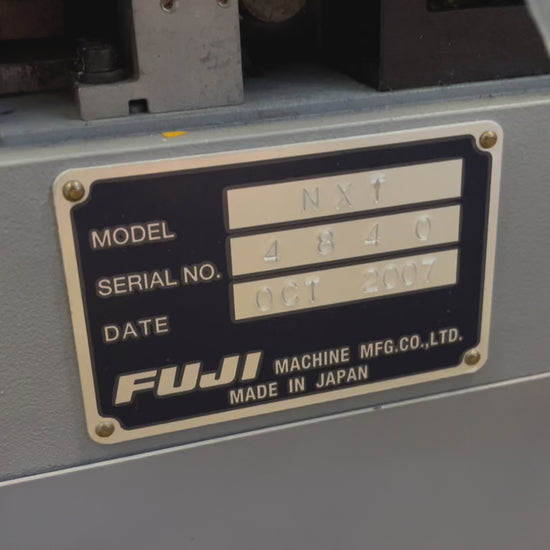 MODEL NXT
SERIAL NO. 4840
DATE OCT 2007
FUJI MACHINE MFG.CO.,LTD.
MADE IN JAPAN